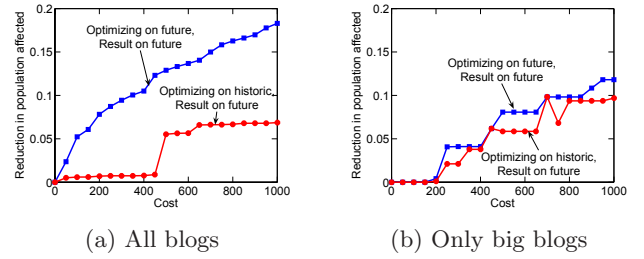 0.2
0.15
0.1
0.05
0
0 200 400 600 800 1000
Reduction in population affected
Cost
Optimizing on future,
Result on future
Optimizing on historic,
Result on future
(a) All blogs
0.2
0.15
0.1
0.05
0
0 200 400 600 800 1000
Reduction in population affected
Cost
Optimizing on future,
Result on future
Optimizing on historic,
Result on future
(b) Only big blogs